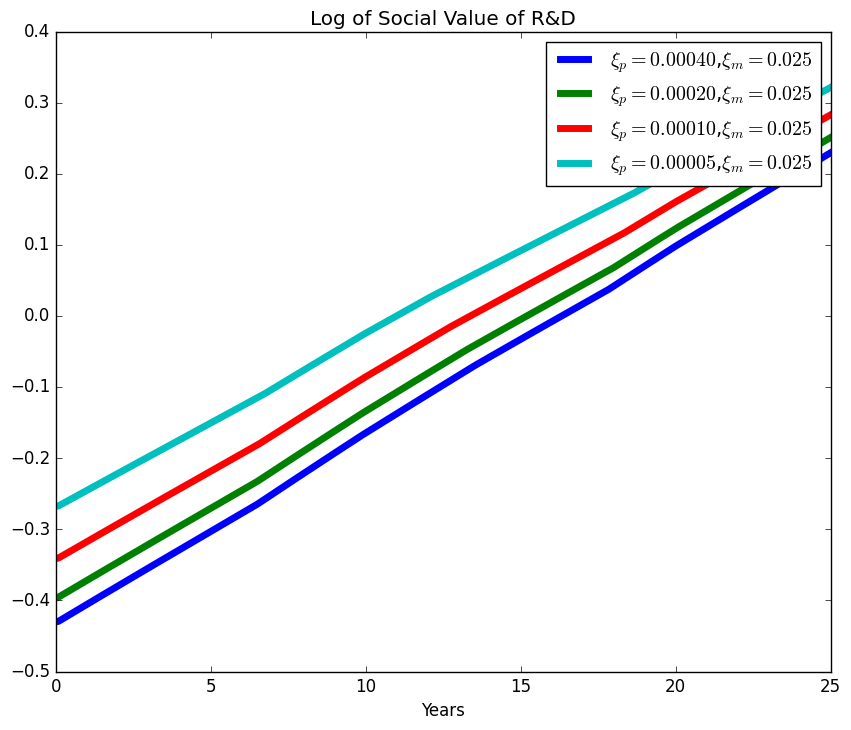 Log of Social Value of R&D
0.4
0.3
0.2
0.1
0.0
−0.1
−0.2
−0.3
−0.4
−0.5
ξp = 0.00040,ξm = 0.025
ξp = 0.00020,ξm = 0.025
ξp = 0.00010,ξm = 0.025
ξp = 0.00005,ξm = 0.025
0 5 10 15 20 25
Years